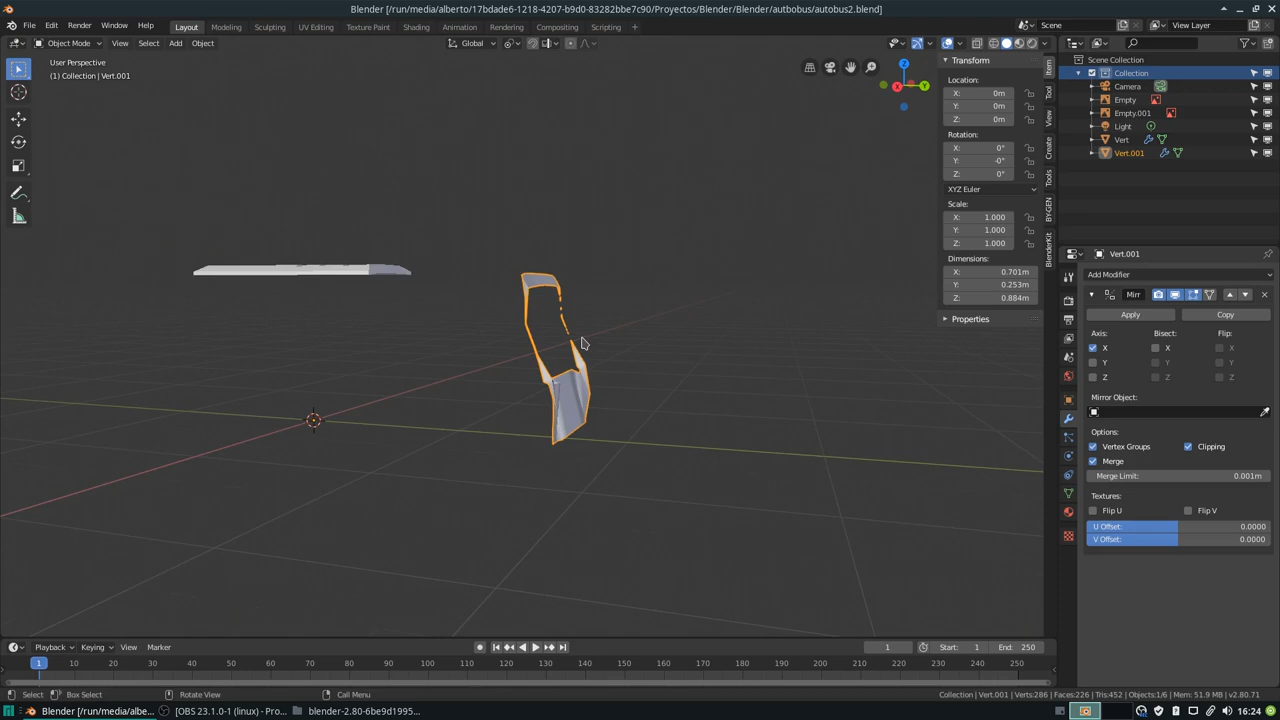 Blender [/run/media/alberto/17bdade6-1218-4207-b9d0-83282bbe7c90/Proyectos/Blender/Blender/autbobus/autobus2.blend]
File Edit Render Window Help Layout Modeling Sculpting UV Editing Texture Paint Shading Animation Rendering Compositing Scripting Scene View Layer
Object Mode View Select Add Object Global
User Perspective
(1) Collection | Vert.001
Z
X
Y
Transform
Location:
X: 0m
Y: 0m
Z: 0m
Rotation:
X: 0°
Y: -0°
Z: 0°
XYZ Euler
Scale:
X: 1.000
Y: 1.000
Z: 1.000
Dimensions:
X: 0.701m
Y: 0.253m
Z: 0.884m
Properties
Item
Tool
View
Create
Tools
BY-GEN
BlenderKit
Scene Collection
Collection
Camera
Empty
Empty.001
Light
Vert
Vert.001
Vert.001
Add Modifier
Mirr
Apply Copy
Axis: Bisect: Flip:
X X X
Y Y Y
Z Z Z
Mirror Object:
Options:
Vertex Groups Clipping
Merge
Merge Limit: 0.001m
Textures:
Flip U Flip V
U Offset: 0.0000
V Offset: 0.0000
Playback Keying View Marker 1 Start: 1 End: 250
1 10 20 30 40 50 60 70 80 90 100 110 120 130 140 150 160 170 180 190 200 210 220 230 240 250
Select Box Select Rotate View Call Menu Collection | Vert.001 | Verts:286 | Faces:226 | Tris:452 | Objects:1/6 | Mem: 51.9 MB | v2.80.71
Blender [/run/media/albe... [OBS 23.1.0-1 (linux) - Pro... blender-2.80-6be9d1995... 16:24